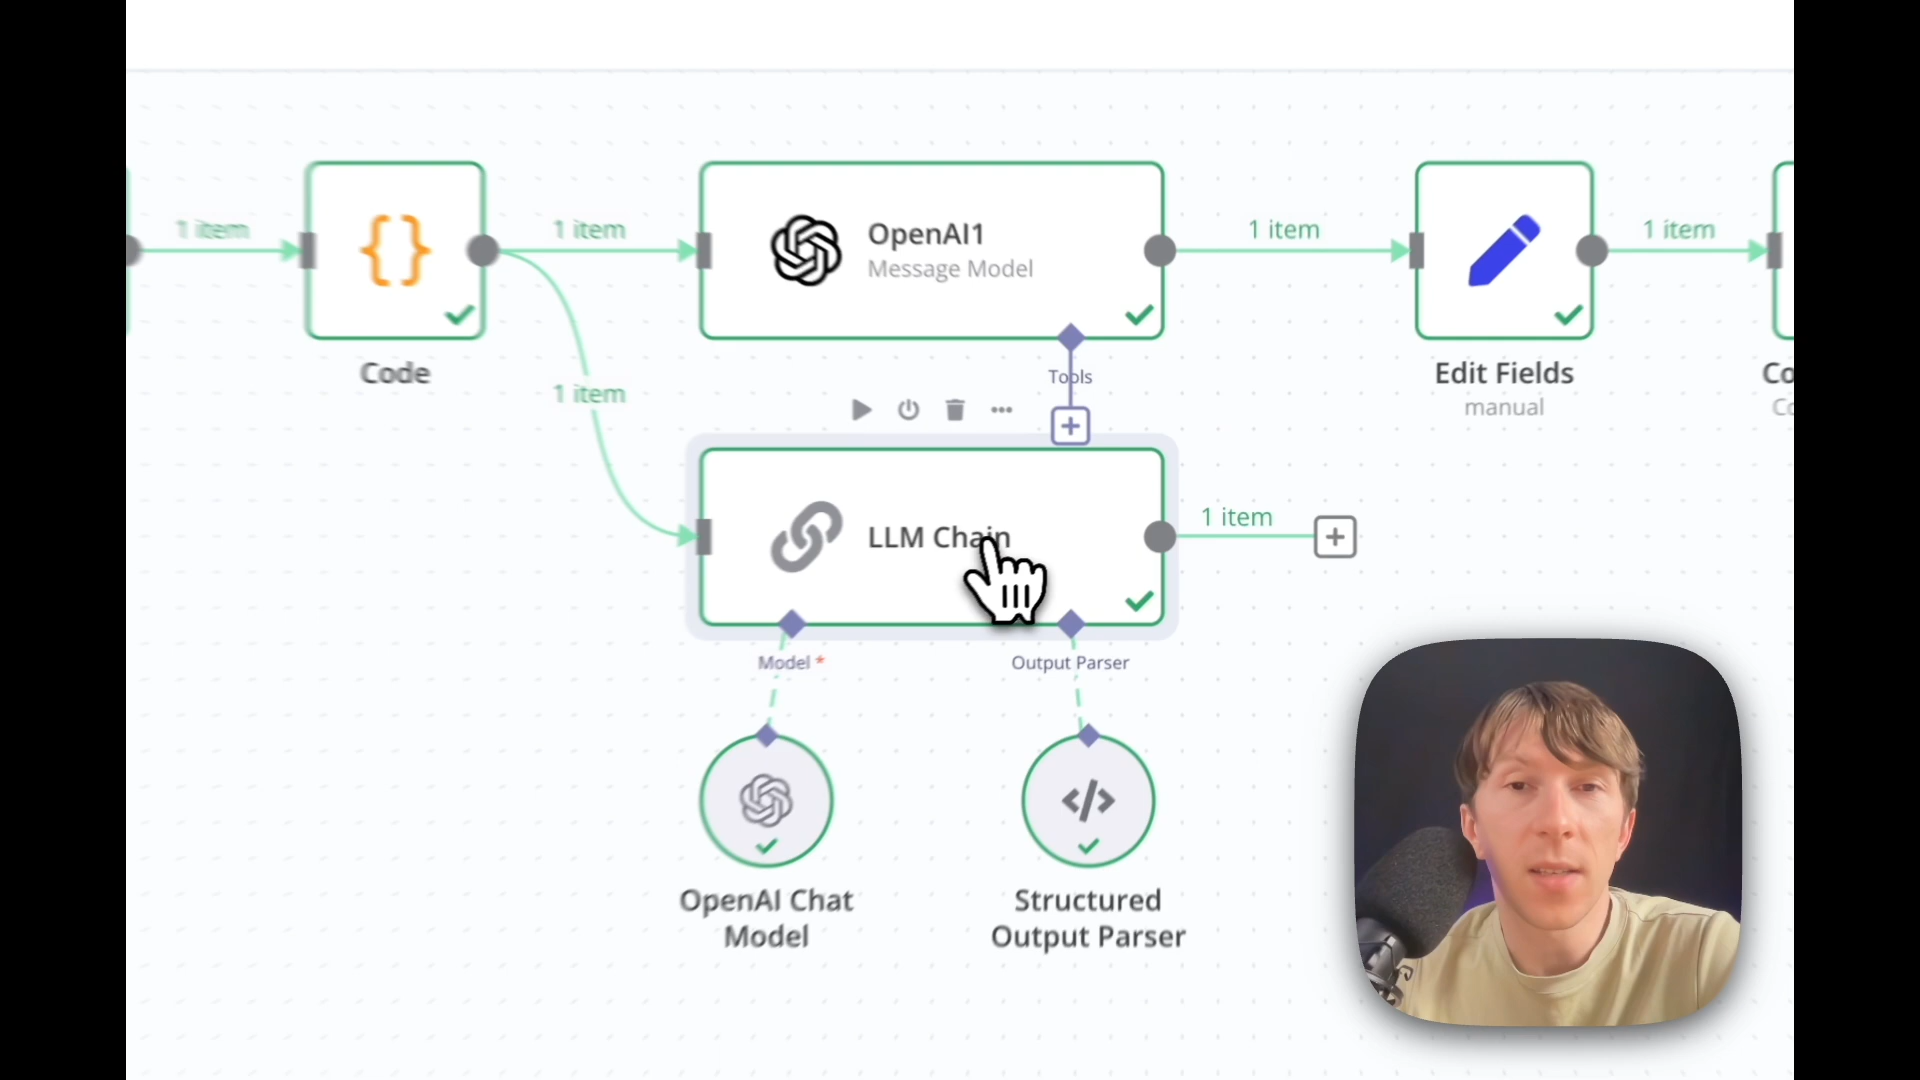 1 item
1 item
OpenAI1
Message Model
1 item
1 item
Code
1 item
Tools
Edit Fields
manual
Co
LLM Chain
1 item
Model *
Output Parser
OpenAI Chat
Model
Structured
Output Parser